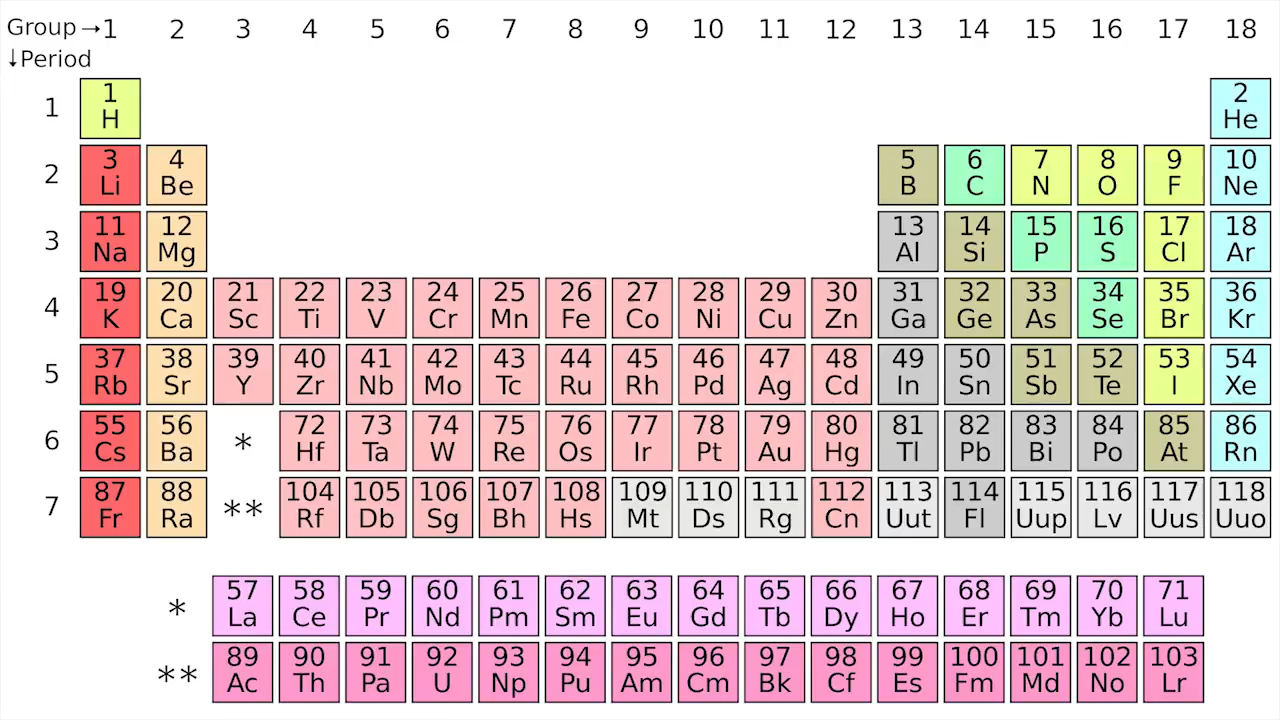 Group →1 2 3 4 5 6 7 8 9 10 11 12 13 14 15 16 17 18
↓Period
1 2
1 H He
3 4 5 6 7 8 9 10
2 Li Be B C N O F Ne
11 12 13 14 15 16 17 18
3 Na Mg Al Si P S Cl Ar
19 20 21 22 23 24 25 26 27 28 29 30 31 32 33 34 35 36
4 K Ca Sc Ti V Cr Mn Fe Co Ni Cu Zn Ga Ge As Se Br Kr
37 38 39 40 41 42 43 44 45 46 47 48 49 50 51 52 53 54
5 Rb Sr Y Zr Nb Mo Tc Ru Rh Pd Ag Cd In Sn Sb Te I Xe
55 56 72 73 74 75 76 77 78 79 80 81 82 83 84 85 86
6 Cs Ba * Hf Ta W Re Os Ir Pt Au Hg Tl Pb Bi Po At Rn
87 88 104 105 106 107 108 109 110 111 112 113 114 115 116 117 118
7 Fr Ra ** Rf Db Sg Bh Hs Mt Ds Rg Cn Uut Fl Uup Lv Uus Uuo
57 58 59 60 61 62 63 64 65 66 67 68 69 70 71
* La Ce Pr Nd Pm Sm Eu Gd Tb Dy Ho Er Tm Yb Lu
89 90 91 92 93 94 95 96 97 98 99 100 101 102 103
** Ac Th Pa U Np Pu Am Cm Bk Cf Es Fm Md No Lr